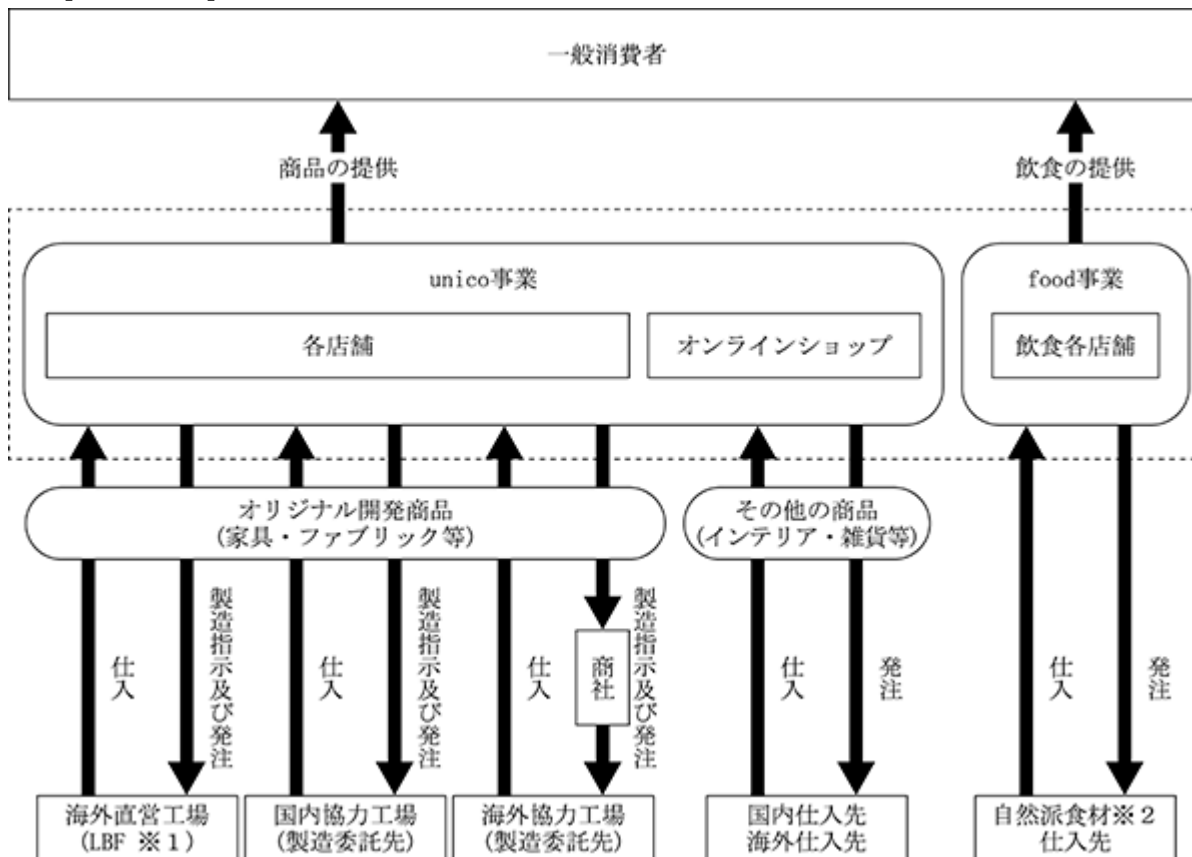 一般消費者
商品の提供
飲食の提供
unico事業
food事業
各店舗
オンラインショップ
飲食各店舗
オリジナル開発商品
(家具・ファブリック等)
その他の商品
(インテリア・雑貨等)
仕入
製造指示及び発注
仕入
製造指示及び発注
仕入
商社
製造指示及び発注
仕入
発注
仕入
発注
海外直営工場
(LBF ※1)
国内協力工場
(製造委託先)
海外協力工場
(製造委託先)
国内仕入先
海外仕入先
自然派食材※2
仕入先